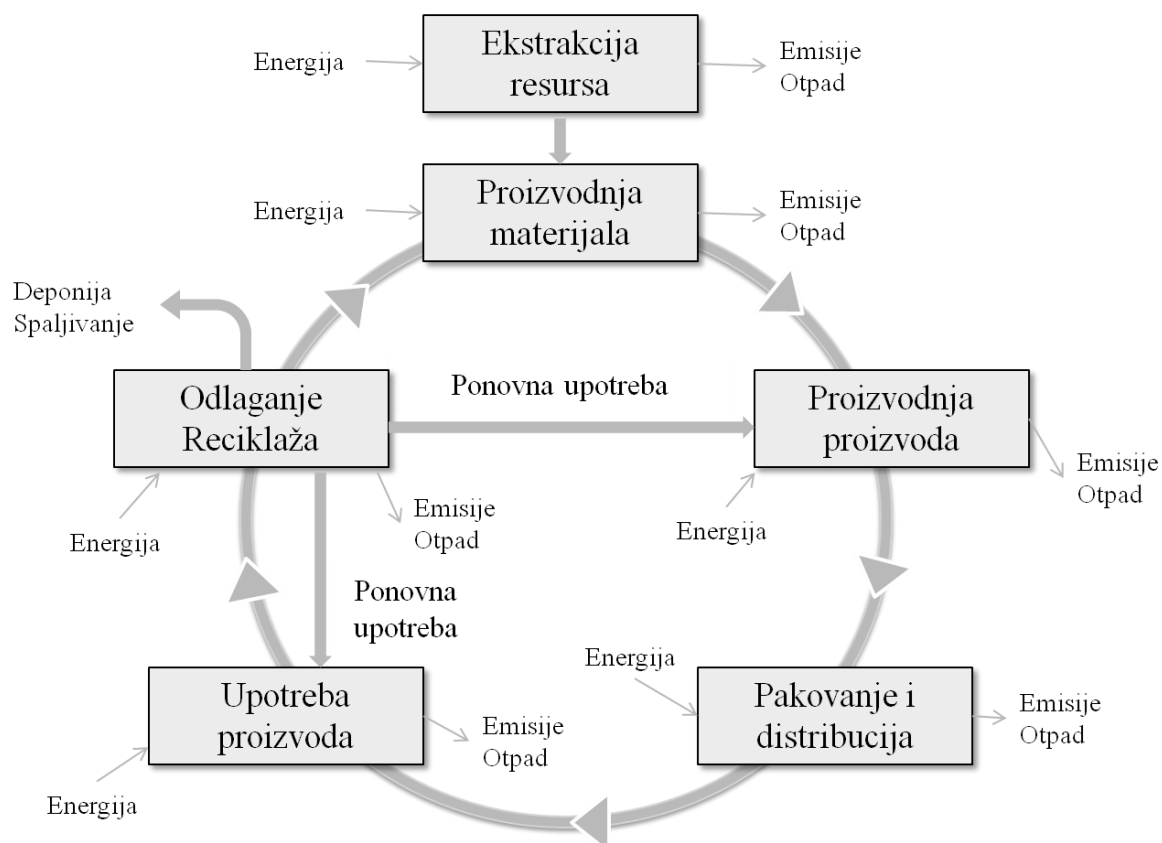 Ekstrakcija
resursa
Energija
Emisije
Otpad
Proizvodnja
materijala
Energija
Emisije
Otpad
Deponija
Spaljivanje
Odlaganje
Reciklaža
Ponovna upotreba
Proizvodnja
proizvoda
Energija
Emisije
Otpad
Energija
Emisije
Otpad
Ponovna
upotreba
Upotreba
proizvoda
Energija
Emisije
Otpad
Energija
Pakovanje i
distribucija
Emisije
Otpad